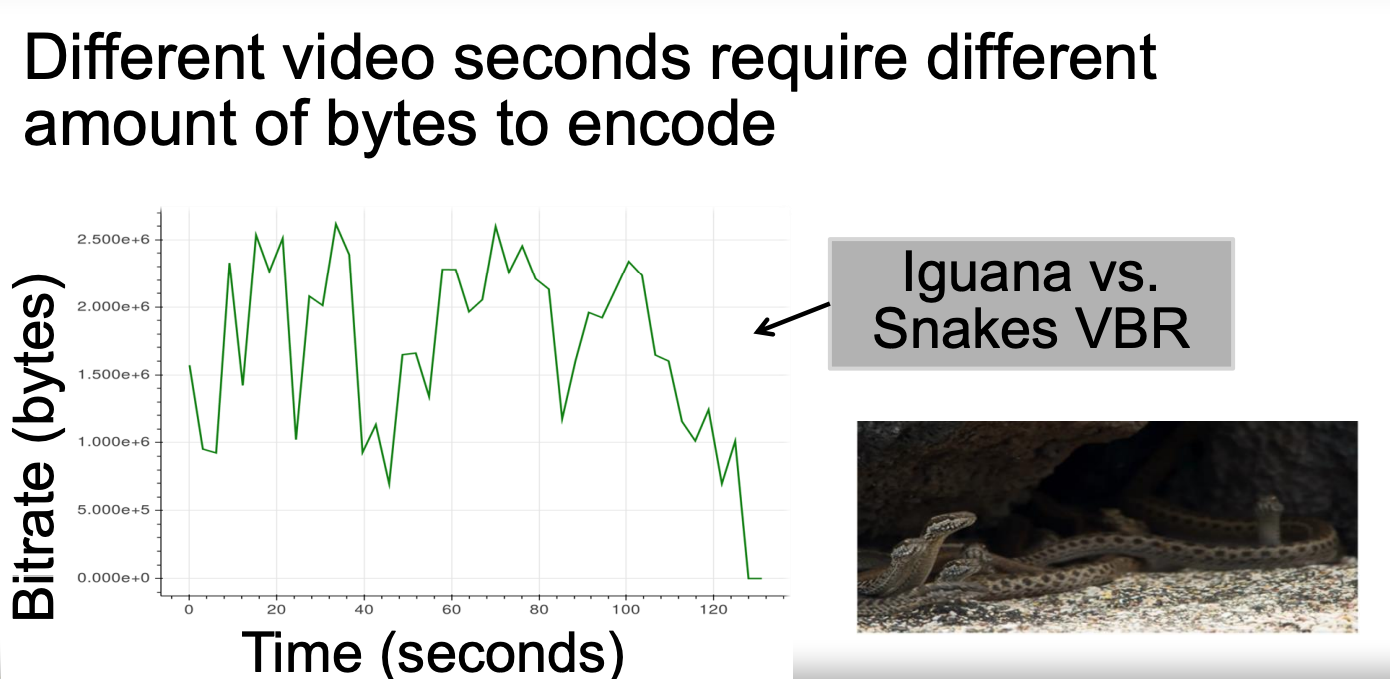 Different video seconds require different
amount of bytes to encode
Bitrate (bytes)
2.500e+6
2.000e+6
1.500e+6
1.000e+6
5.000e+5
0.000e+0
0 20 40 60 80 100 120
Time (seconds)
Iguana vs.
Snakes VBR